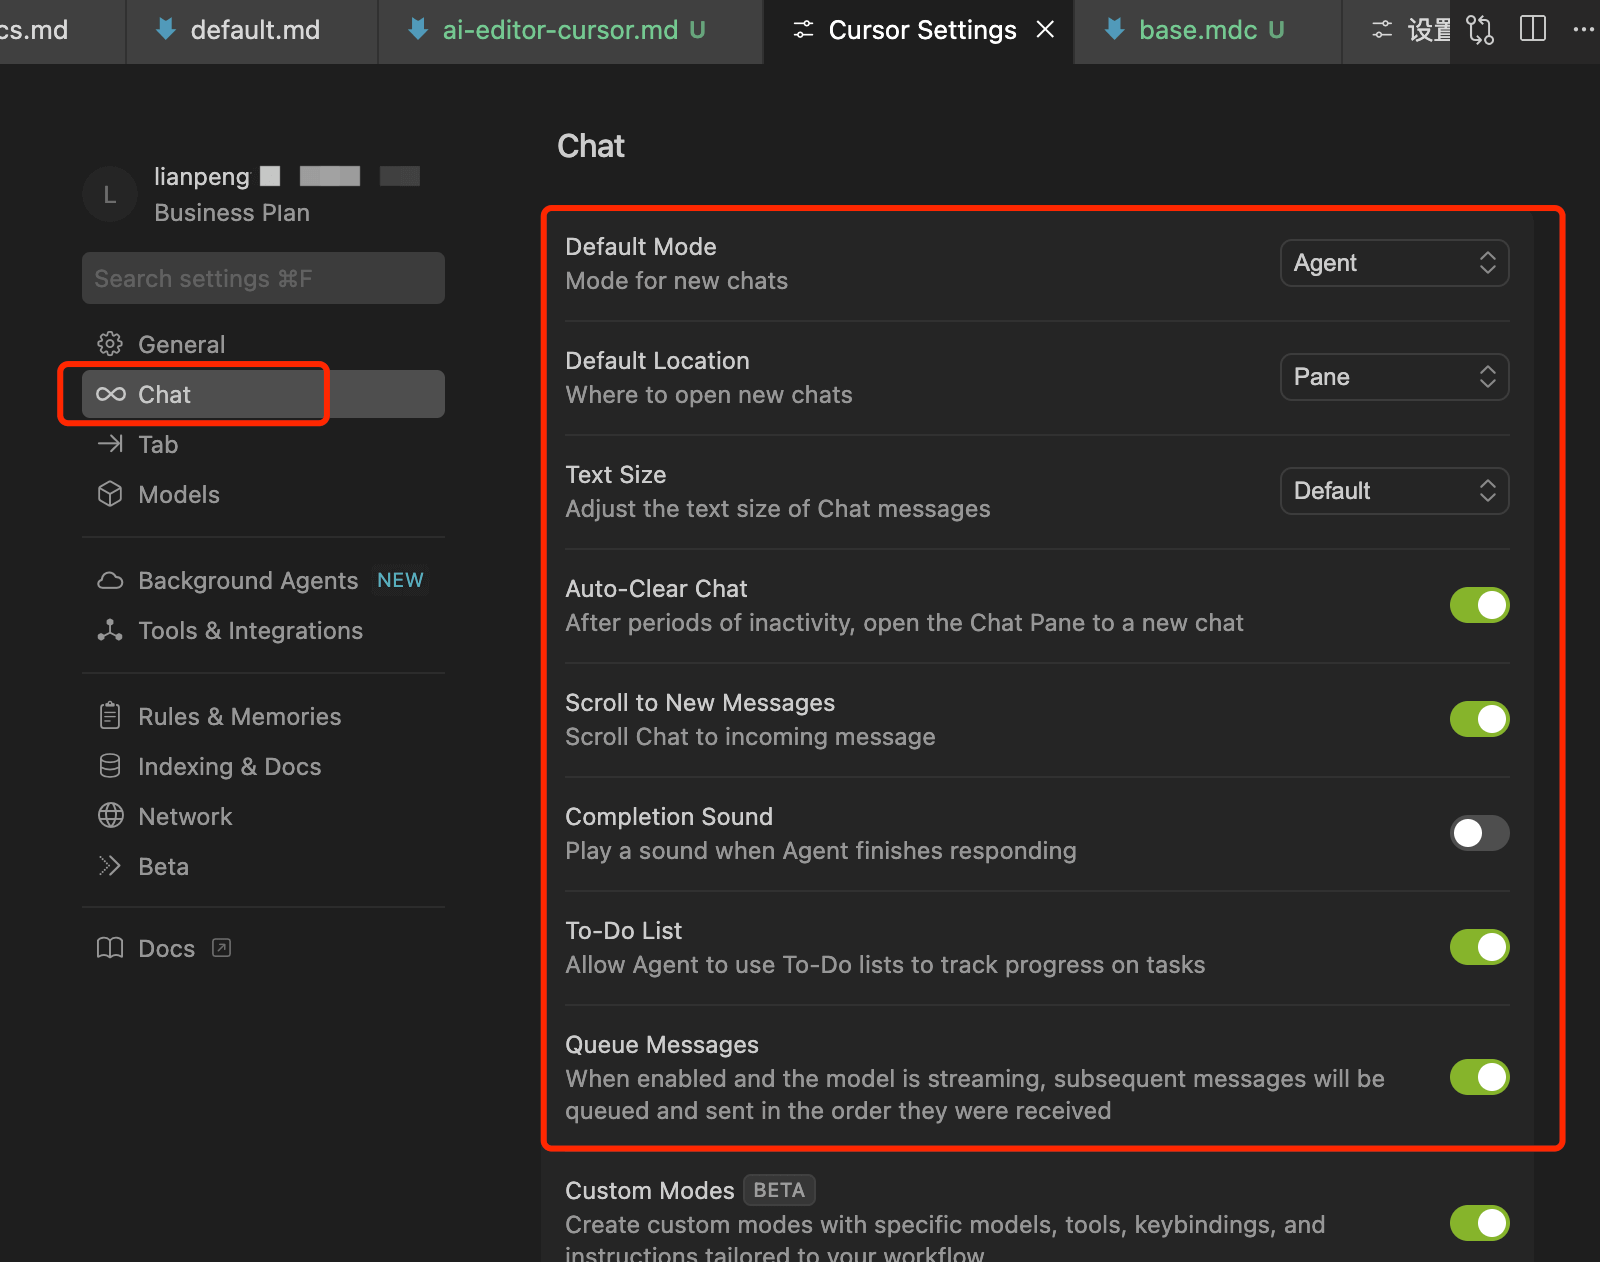 cs.md
default.md
ai-editor-cursor.md U
Cursor Settings
base.mdc U
设置
L
lianpeng
Business Plan
Search settings ⌘F
General
Chat
Tab
Models
Background Agents NEW
Tools & Integrations
Rules & Memories
Indexing & Docs
Network
Beta
Docs
Chat
Default Mode
Mode for new chats
Agent
Default Location
Where to open new chats
Pane
Text Size
Adjust the text size of Chat messages
Default
Auto-Clear Chat
After periods of inactivity, open the Chat Pane to a new chat
Scroll to New Messages
Scroll Chat to incoming message
Completion Sound
Play a sound when Agent finishes responding
To-Do List
Allow Agent to use To-Do lists to track progress on tasks
Queue Messages
When enabled and the model is streaming, subsequent messages will be
queued and sent in the order they were received
Custom Modes BETA
Create custom modes with specific models, tools, keybindings, and
instructions tailored to your workflow